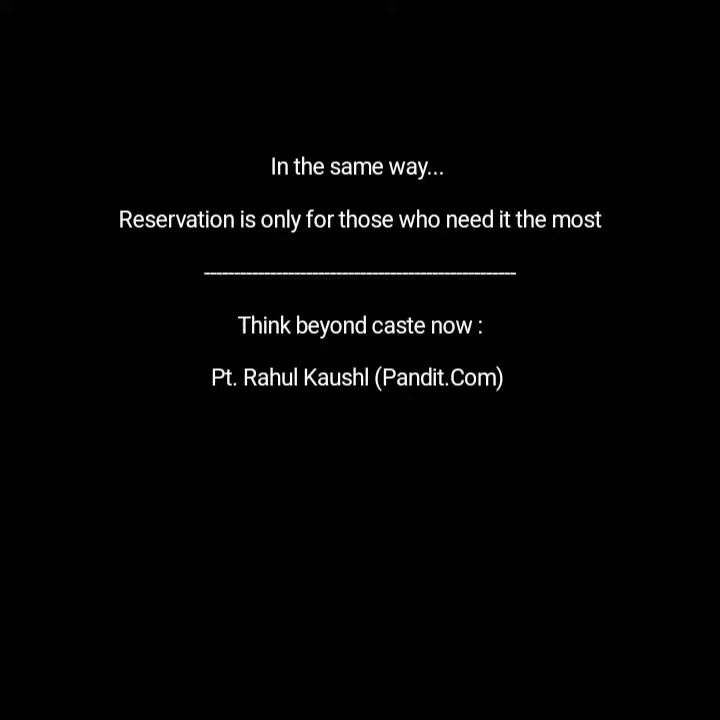 In the same way...
Reservation is only for those who need it the most
----------------------------------------------------
Think beyond caste now :
Pt. Rahul Kaushl (Pandit.Com)